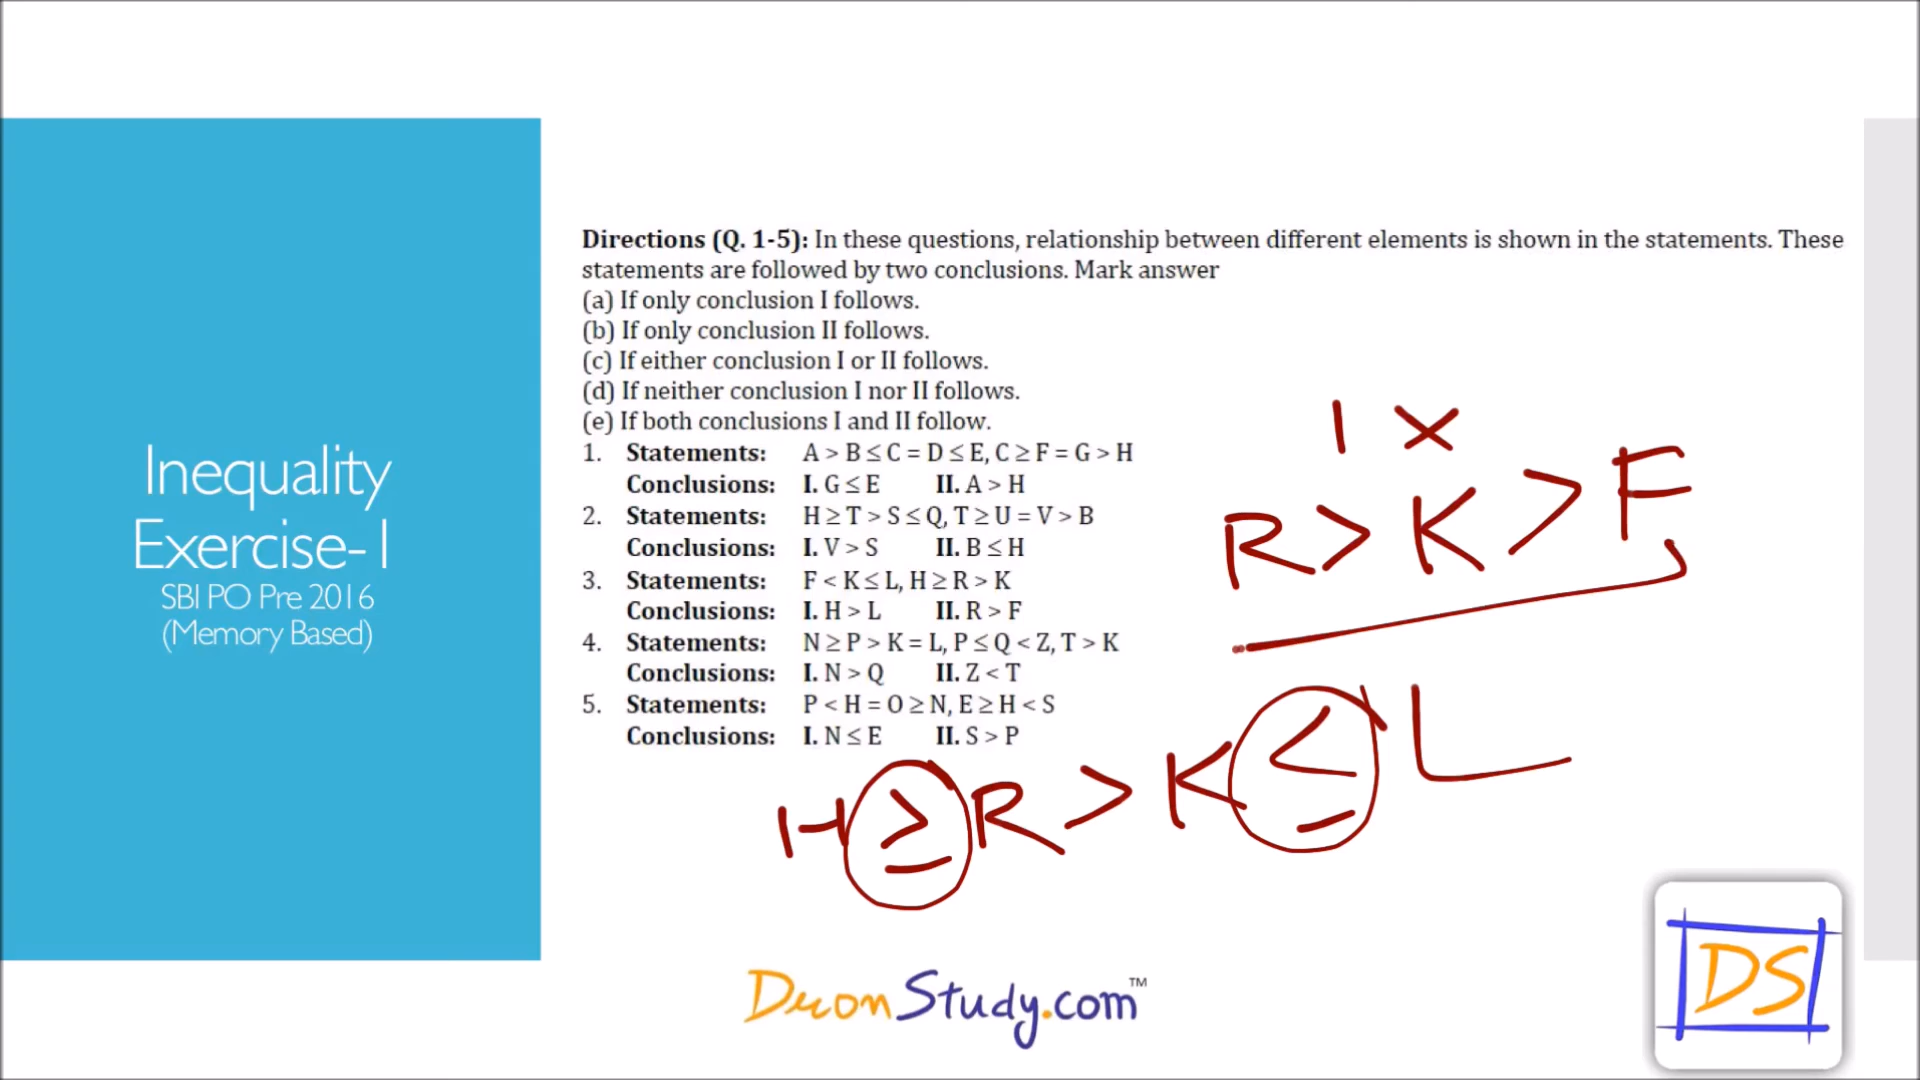 Inequality
Exercise-1
SBI PO Pre 2016
(Memory Based)
Directions (Q. 1-5): In these questions, relationship between different elements is shown in the statements. These
statements are followed by two conclusions. Mark answer
(a) If only conclusion I follows.
(b) If only conclusion II follows.
(c) If either conclusion I or II follows.
(d) If neither conclusion I nor II follows.
(e) If both conclusions I and II follow.
1. Statements: A > B ≤ C = D ≤ E, C ≥ F = G > H
Conclusions: I. G ≤ E II. A > H
2. Statements: H ≥ T > S ≤ Q, T ≥ U = V > B
Conclusions: I. V > S II. B ≤ H
3. Statements: F < K ≤ L, H ≥ R > K
Conclusions: I. H > L II. R > F
4. Statements: N ≥ P > K = L, P ≤ Q < Z, T > K
Conclusions: I. N > Q II. Z < T
5. Statements: P < H = O ≥ N, E ≥ H < S
Conclusions: I. N ≤ E II. S > P
I ×
R > K > F
H ≥ R > K ≤ L
DuonStudy.com™
DS